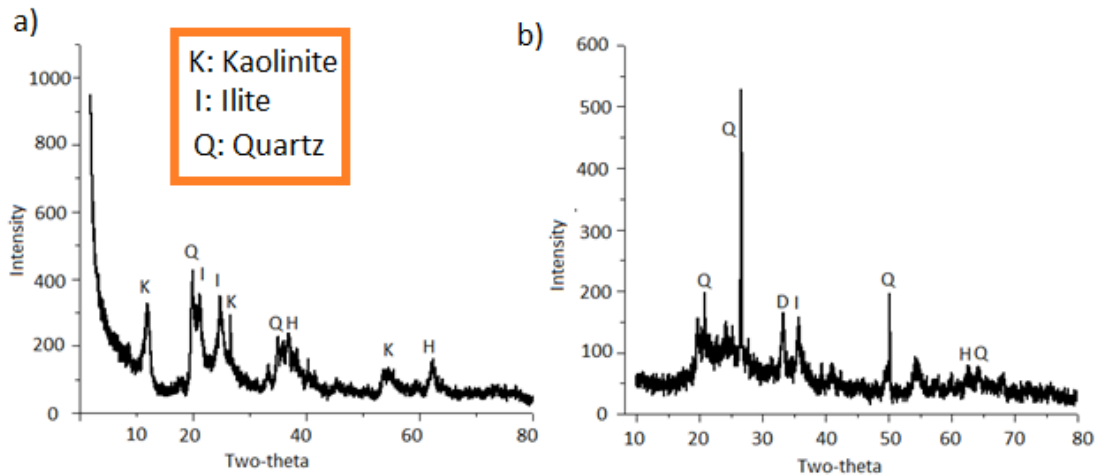 a)
K: Kaolinite
I: Ilite
Q: Quartz
1000
800
600
400
200
0
Intensity
K
Q
I
I
K
Q
H
K
H
10
20
40
60
80
Two-theta
b)
600
500
400
300
200
100
0
Intensity
Q
Q
D
I
Q
H
Q
10
20
30
40
50
60
70
80
Two-theta